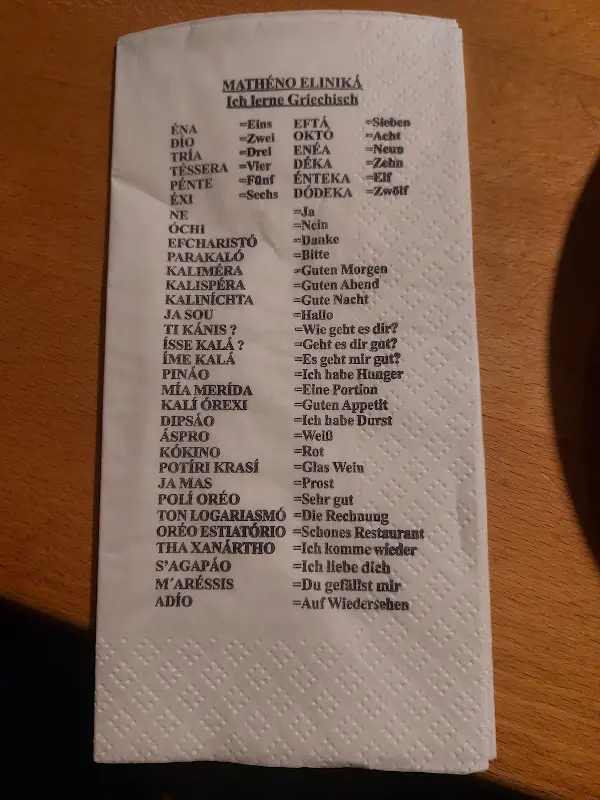 MATHÉNO ELINIKÁ
Ich lerne Griechisch
ÉNA =Eins EFTÁ =Sieben
DÍO =Zwei OKTÓ =Acht
TRÍA =Drei ENÉA =Neun
TÉSSERA =Vier DÉKA =Zehn
PÉNTE =Fünf ÉNTEKA =Elf
ÉXI =Sechs DÓDEKA =Zwölf
NE =Ja
ÓCHI =Nein
EFCHARISTÓ =Danke
PARAKALÓ =Bitte
KALIMÉRA =Guten Morgen
KALISPÉRA =Guten Abend
KALINÍCHTA =Gute Nacht
JA SOU =Hallo
TI KÁNIS ? =Wie geht es dir?
ÍSSE KALÁ ? =Geht es dir gut?
ÍME KALÁ =Es geht mir gut?
PINÁO =Ich habe Hunger
MÍA MERÍDA =Eine Portion
KALÍ ÓREXI =Guten Appetit
DIPSÁO =Ich habe Durst
ÁSPRO =Weiß
KÓKINO =Rot
POTÍRI KRASÍ =Glas Wein
JA MAS =Prost
POLÍ ORÉO =Sehr gut
TON LOGARIASMÓ =Die Rechnung
ORÉO ESTIATÓRIO =Schones Restaurant
THA XANÁRTHO =Ich komme wieder
S'AGAPÁO =Ich liebe dich
M´ARÉSSIS =Du gefällst mir
ADÍO =Auf Wiedersehen